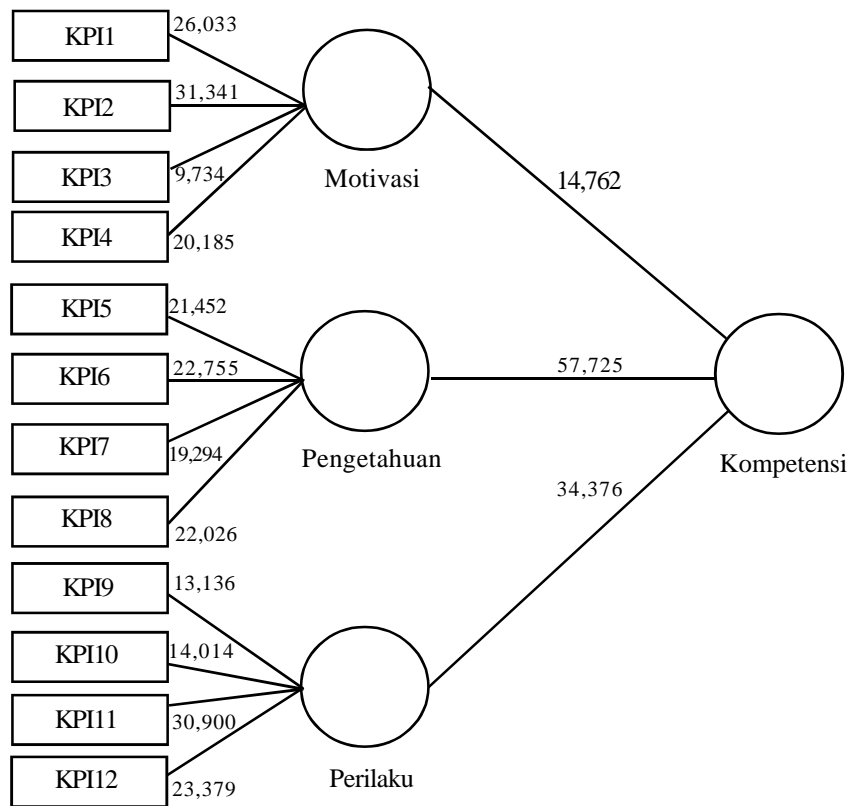 KPI1
26,033
KPI2
31,341
KPI3
9,734
KPI4
20,185
Motivasi
14,762
KPI5
21,452
KPI6
22,755
KPI7
19,294
KPI8
22,026
Pengetahuan
57,725
Kompetensi
34,376
KPI9
13,136
KPI10
14,014
KPI11
30,900
KPI12
23,379
Perilaku